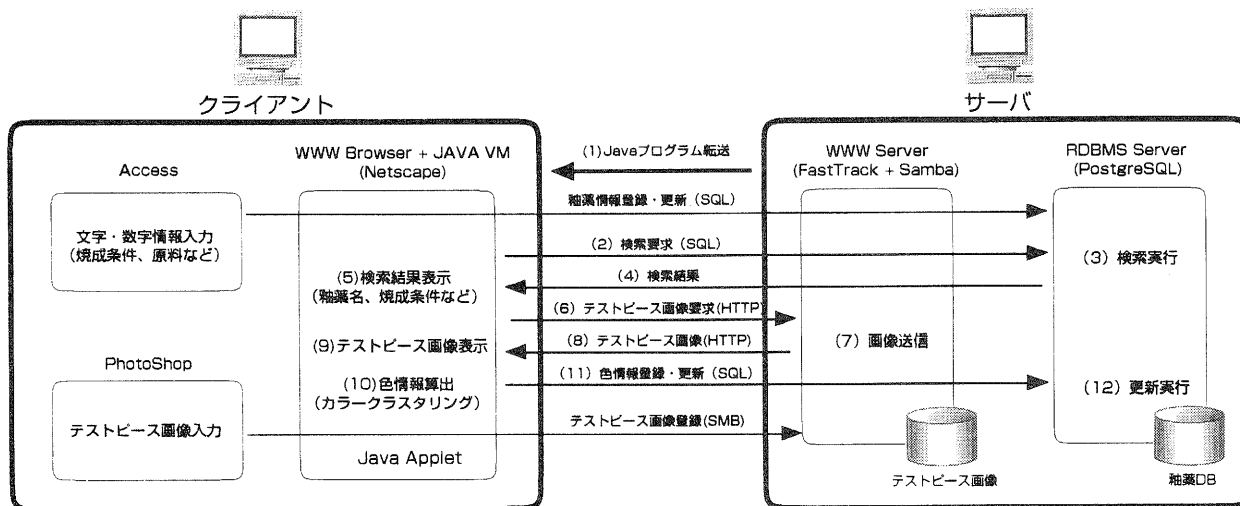 クライアント
サーバ
Access
文字・数字情報入力
(焼成条件、原料など)
PhotoShop
テストピース画像入力
WWW Browser + JAVA VM
(Netscape)
(5)検索結果表示
(釉薬名、焼成条件など)
(9)テストピース画像表示
(10)色情報算出
(カラークラスタリング)
Java Applet
(1)Javaプログラム転送
釉薬情報登録・更新(SQL)
(2) 検索要求(SQL)
(4) 検索結果
(6) テストピース画像要求(HTTP)
(8) テストピース画像(HTTP)
(11) 色情報登録・更新(SQL)
テストピース画像登録(SMB)
WWW Server
(FastTrack + Samba)
(7) 画像送信
テストピース画像
RDBMS Server
(PostgreSQL)
(3) 検索実行
(12) 更新実行
釉薬DB